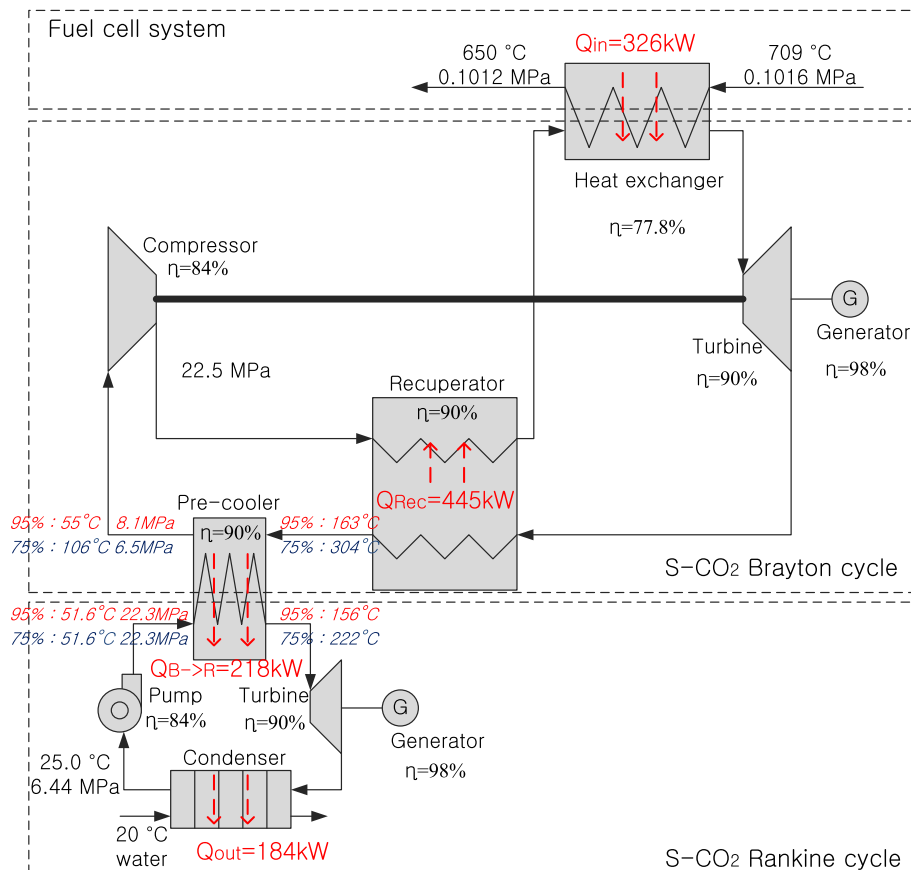 Fuel cell system
650 °C
0.1012 MPa
Qin=326kW
709 °C
0.1016 MPa
Heat exchanger
η=77.8%
Compressor
η=84%
G
Generator
η=98%
Turbine
η=90%
22.5 MPa
Recuperator
η=90%
QRec=445kW
Pre-cooler
η=90%
95% : 55°C 8.1MPa
75% : 106°C 6.5MPa
95% : 163°C
75% : 304°C
S-CO2 Brayton cycle
95% : 51.6°C 22.3MPa
75% : 51.6°C 22.3MPa
95% : 156°C
75% : 222°C
QB->R=218kW
Pump
η=84%
Turbine
η=90%
G
Generator
η=98%
25.0 °C
6.44 MPa
Condenser
20 °C
water
Qout=184kW
S-CO2 Rankine cycle